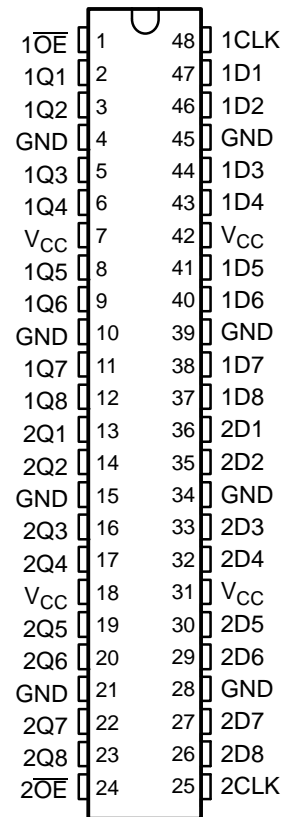 1O̅E̅ 1 48 1CLK
1Q1 2 47 1D1
1Q2 3 46 1D2
GND 4 45 GND
1Q3 5 44 1D3
1Q4 6 43 1D4
VCC 7 42 VCC
1Q5 8 41 1D5
1Q6 9 40 1D6
GND 10 39 GND
1Q7 11 38 1D7
1Q8 12 37 1D8
2Q1 13 36 2D1
2Q2 14 35 2D2
GND 15 34 GND
2Q3 16 33 2D3
2Q4 17 32 2D4
VCC 18 31 VCC
2Q5 19 30 2D5
2Q6 20 29 2D6
GND 21 28 GND
2Q7 22 27 2D7
2Q8 23 26 2D8
2O̅E̅ 24 25 2CLK